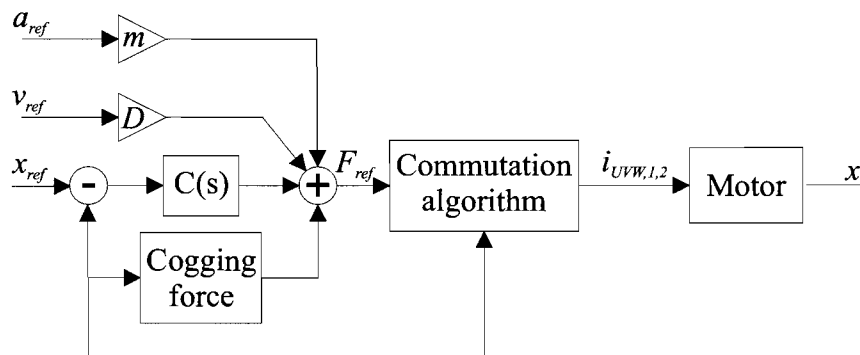 a_ref
m
v_ref
D
x_ref
-
C(s)
+
F_ref
Commutation
algorithm
i_UVW,1,2
Motor
x
Cogging
force